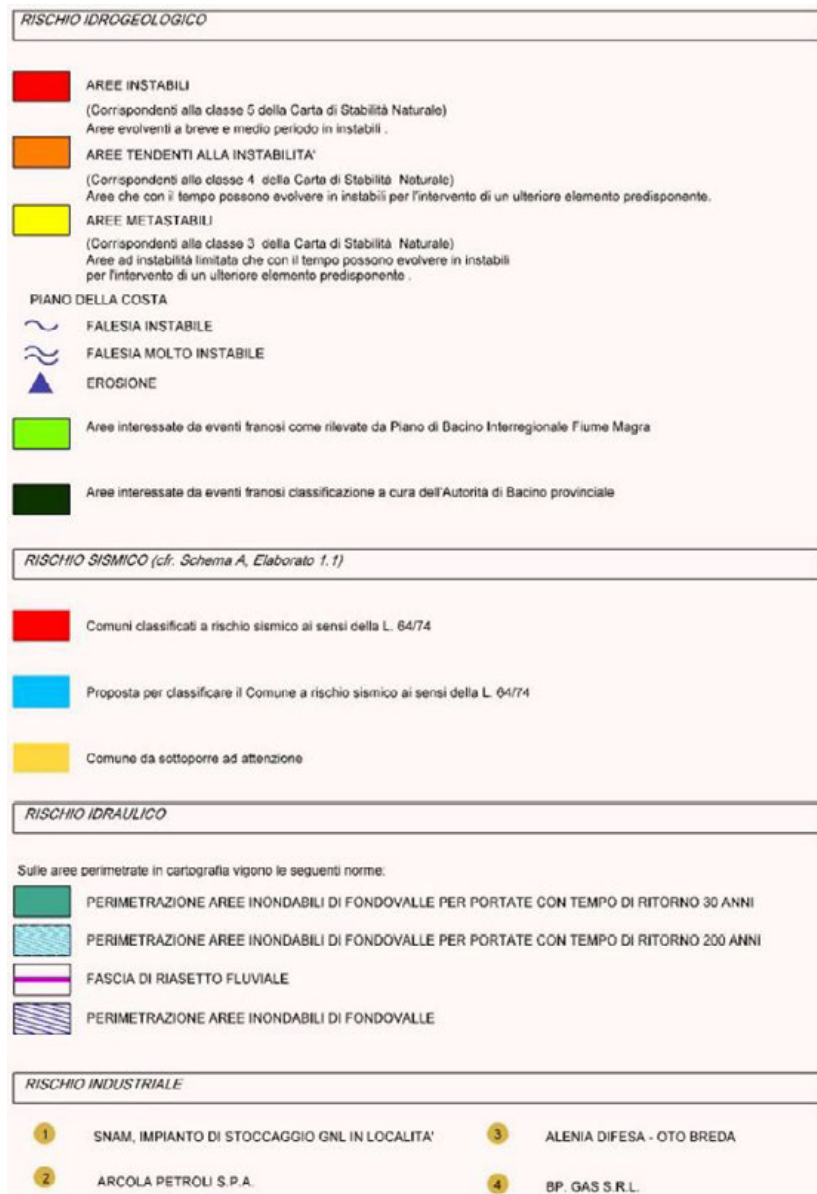 RISCHIO IDROGEOLOGICO
AREE INSTABILI
(Corrispondenti alla classe 5 della Carta di Stabilità Naturale)
Aree evolventi a breve e medio periodo in instabili .
AREE TENDENTI ALLA INSTABILITA'
(Corrispondenti alla classe 4 della Carta di Stabilità Naturale)
Aree che con il tempo possono evolvere in instabili per l'intervento di un ulteriore elemento predisponente.
AREE METASTABILI
(Corrispondenti alla classe 3 della Carta di Stabilità Naturale)
Aree ad instabilità limitata che con il tempo possono evolvere in instabili
per l'intervento di un ulteriore elemento predisponente .
PIANO DELLA COSTA
FALESIA INSTABILE
FALESIA MOLTO INSTABILE
EROSIONE
Aree interessate da eventi franosi come rilevate da Piano di Bacino Interregionale Fiume Magra
Aree interessate da eventi franosi classificazione a cura dell'Autorità di Bacino provinciale
RISCHIO SISMICO (cfr. Schema A, Elaborato 1.1)
Comuni classificati a rischio sismico ai sensi della L. 64/74
Proposta per classificare il Comune a rischio sismico ai sensi della L. 64/74
Comune da sottoporre ad attenzione
RISCHIO IDRAULICO
Sulle aree perimetrate in cartografia vigono le seguenti norme:
PERIMETRAZIONE AREE INONDABILI DI FONDOVALLE PER PORTATE CON TEMPO DI RITORNO 30 ANNI
PERIMETRAZIONE AREE INONDABILI DI FONDOVALLE PER PORTATE CON TEMPO DI RITORNO 200 ANNI
FASCIA DI RIASETTO FLUVIALE
PERIMETRAZIONE AREE INONDABILI DI FONDOVALLE
RISCHIO INDUSTRIALE
1 SNAM, IMPIANTO DI STOCCAGGIO GNL IN LOCALITA' 3 ALENIA DIFESA - OTO BREDA
2 ARCOLA PETROLI S.P.A. 4 BP. GAS S.R.L.